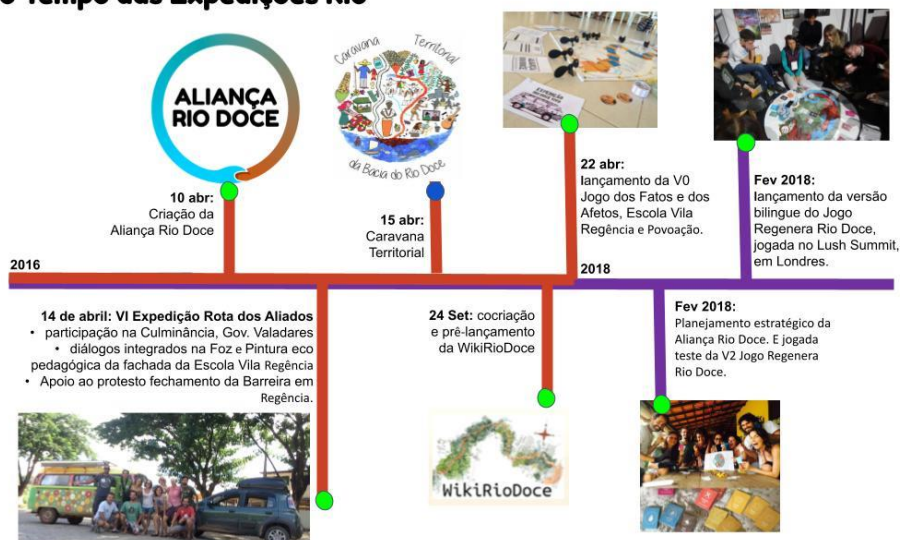 o Tempo das Expedições Rio
ALIANÇA
RIO DOCE
Caravana Territorial
da Bacia do Rio Doce
10 abr:
Criação da
Aliança Rio Doce
15 abr:
Caravana
Territorial
22 abr:
lançamento da V0
Jogo dos Fatos e dos
Afetos, Escola Vila
Regência e Povoação.
Fev 2018:
lançamento da versão
bilingue do Jogo
Regenera Rio Doce,
jogada no Lush Summit,
em Londres.
2016
2018
14 de abril: VI Expedição Rota dos Aliados
• participação na Culminância, Gov. Valadares
• diálogos integrados na Foz e Pintura eco
pedagógica da fachada da Escola Vila Regência
• Apoio ao protesto fechamento da Barreira em
Regência.
24 Set: cocriação
e prê-lançamento
da WikiRioDoce
Fev 2018:
Planejamento estratégico da
Aliança Rio Doce. E jogada
teste da V2 Jogo Regenera
Rio Doce.
WikiRioDoce